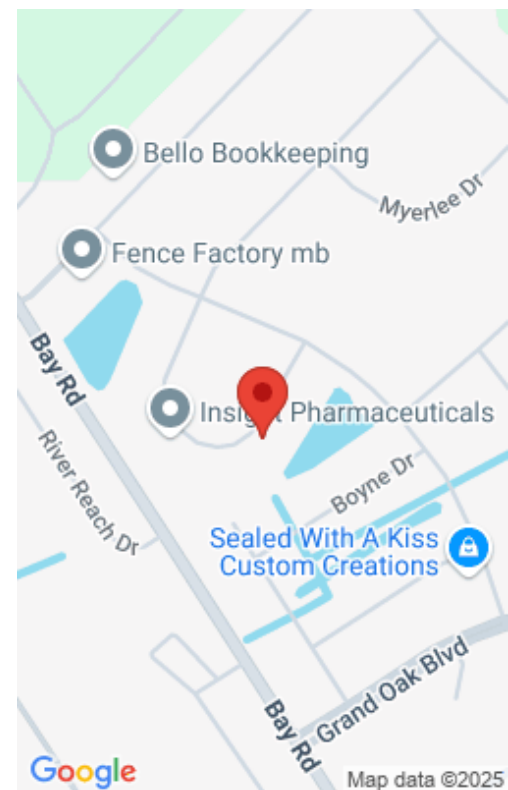 Bello Bookkeeping
Myerlee Dr
Fence Factory mb
Bay Rd
Insight Pharmaceuticals
River Reach Dr
Boyne Dr
Sealed With A Kiss
Custom Creations
Grand Oak Blvd
Bay Rd
Google
Map data ©2025